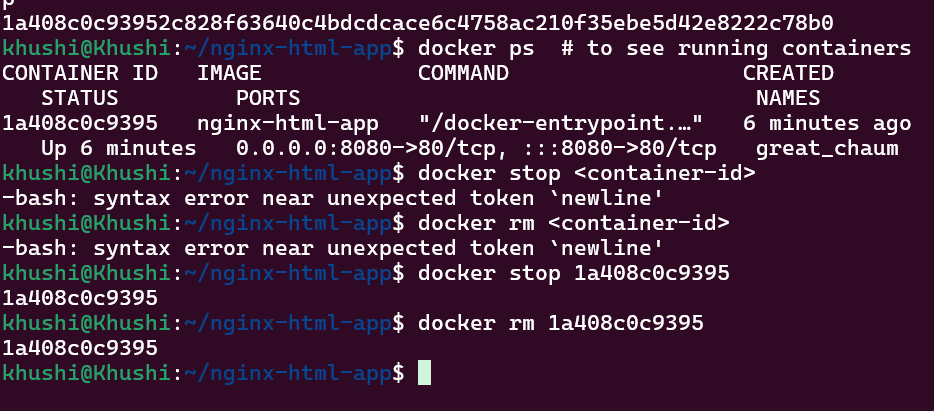 p
1a408c0c93952c828f63640c4bdcdcace6c4758ac210f35ebe5d42e8222c78b0
khushi@Khushi:~/nginx-html-app$ docker ps  # to see running containers
CONTAINER ID   IMAGE            COMMAND                  CREATED
   STATUS         PORTS                                   NAMES
1a408c0c9395   nginx-html-app   "/docker-entrypoint.…"   6 minutes ago
   Up 6 minutes   0.0.0.0:8080->80/tcp, :::8080->80/tcp   great_chaum
khushi@Khushi:~/nginx-html-app$ docker stop <container-id>
-bash: syntax error near unexpected token `newline'
khushi@Khushi:~/nginx-html-app$ docker rm <container-id>
-bash: syntax error near unexpected token `newline'
khushi@Khushi:~/nginx-html-app$ docker stop 1a408c0c9395
1a408c0c9395
khushi@Khushi:~/nginx-html-app$ docker rm 1a408c0c9395
1a408c0c9395
khushi@Khushi:~/nginx-html-app$